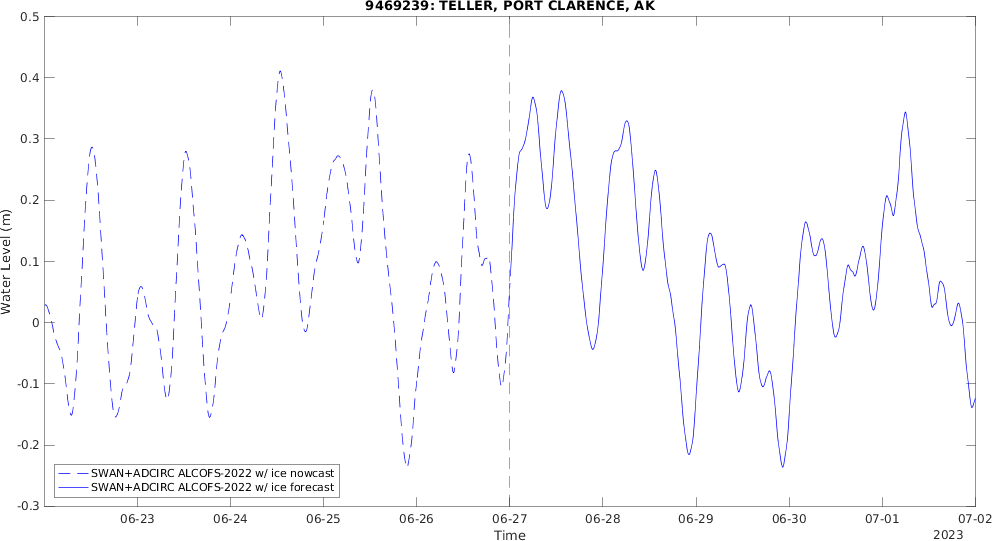 9469239: TELLER, PORT CLARENCE, AK
0.5
0.4
0.3
0.2
0.1
0
-0.1
-0.2
-0.3
Water Level (m)
SWAN+ADCIRC ALCOFS-2022 w/ ice nowcast
SWAN+ADCIRC ALCOFS-2022 w/ ice forecast
06-23 06-24 06-25 06-26 06-27 06-28 06-29 06-30 07-01 07-02
Time
2023